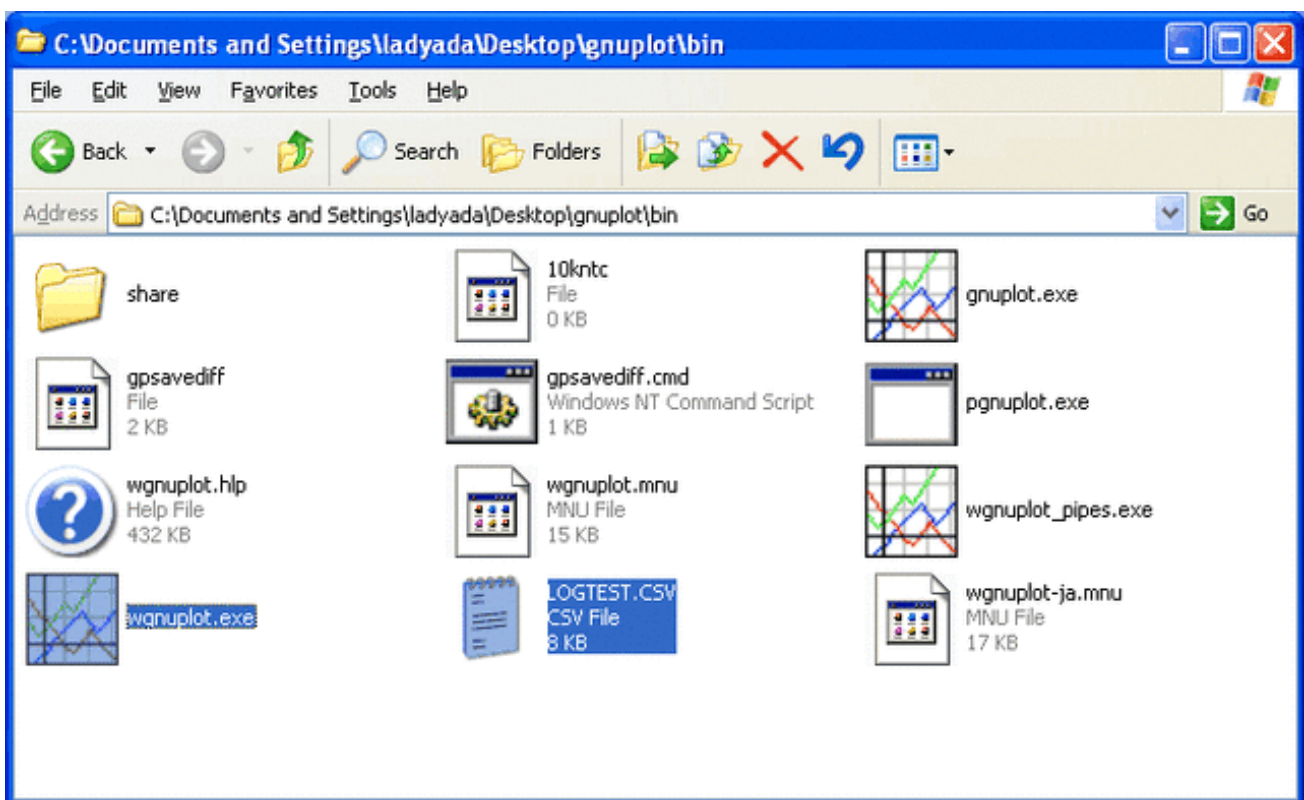 C:\Documents and Settings\ladyada\Desktop\gnuplot\bin
File Edit View Favorites Tools Help
Back Search Folders
Address C:\Documents and Settings\ladyada\Desktop\gnuplot\bin Go
share
10kntc
File
0 KB
gnuplot.exe
gpsavediff
File
2 KB
gpsavediff.cmd
Windows NT Command Script
1 KB
pgnuplot.exe
wgnuplot.hlp
Help File
432 KB
wgnuplot.mnu
MNU File
15 KB
wgnuplot_pipes.exe
wgnuplot.exe
LOGTEST.CSV
CSV File
8 KB
wgnuplot-ja.mnu
MNU File
17 KB